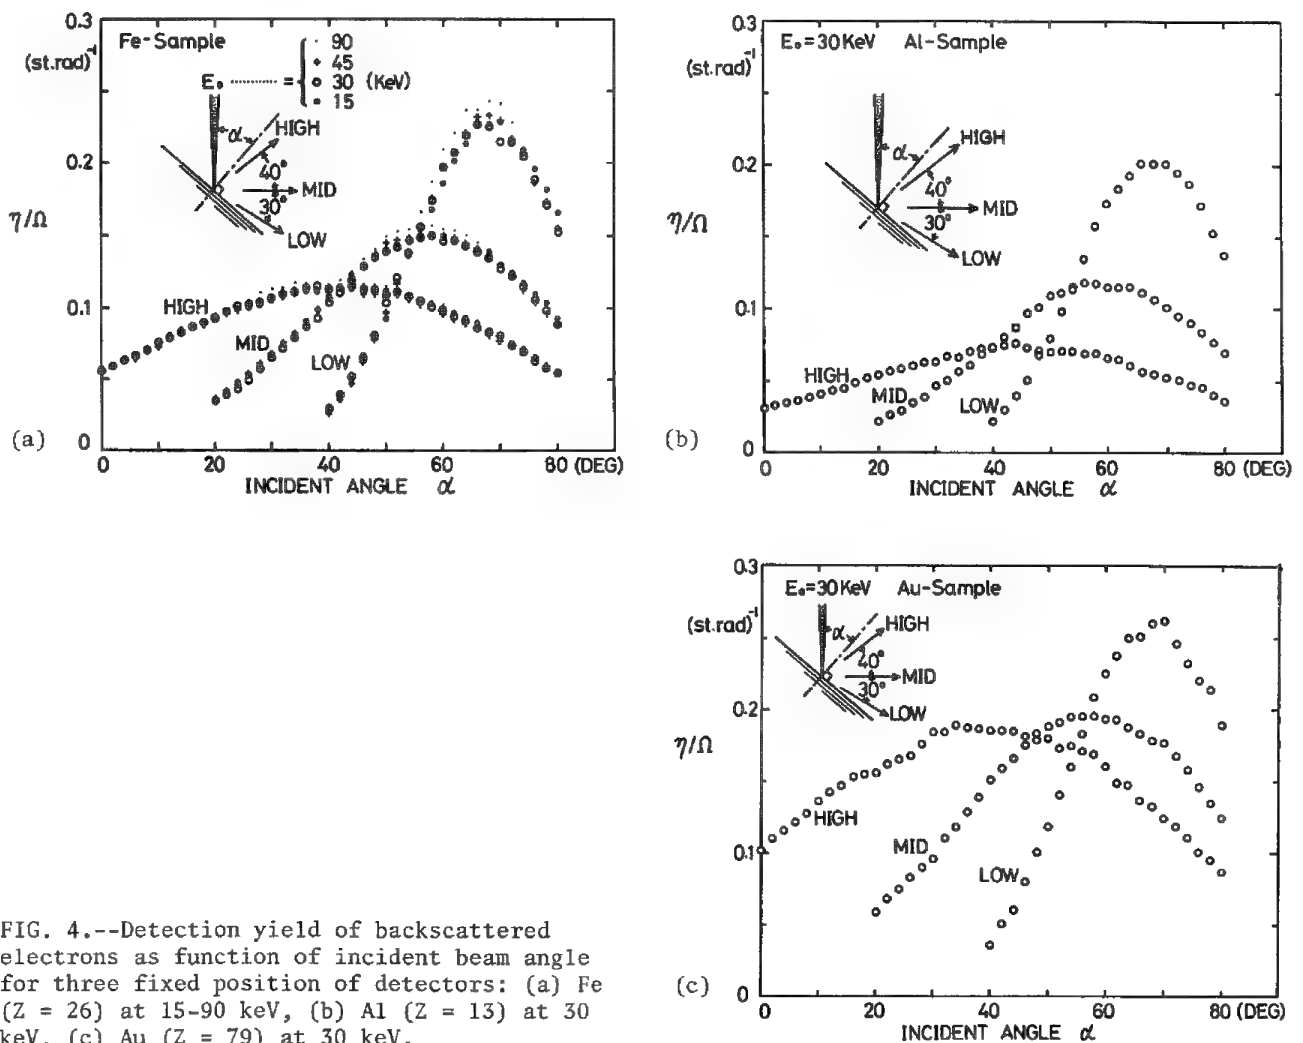 0.3
Fe-Sample
(st.rad)⁻¹
E₀ ········· =
90
45
30 (KeV)
15
α
HIGH
40°
MID
30°
LOW
0.2
η/Ω
HIGH
MID
LOW
0.1
(a)
0
0 20 40 60 80 (DEG)
INCIDENT ANGLE α
0.3
E₀=30KeV Al-Sample
(st.rad)⁻¹
α
HIGH
40°
MID
30°
LOW
0.2
η/Ω
0.1
HIGH
MID
LOW
(b)
0
0 20 40 60 80 (DEG)
INCIDENT ANGLE α
0.3
E₀=30KeV Au-Sample
(st.rad)⁻¹
α
HIGH
40°
MID
30°
LOW
0.2
η/Ω
HIGH
MID
LOW
0.1
(c)
0
0 20 40 60 80 (DEG)
INCIDENT ANGLE α
FIG. 4.--Detection yield of backscattered
electrons as function of incident beam angle
for three fixed position of detectors: (a) Fe
(Z = 26) at 15-90 keV, (b) Al (Z = 13) at 30
keV, (c) Au (Z = 79) at 30 keV.